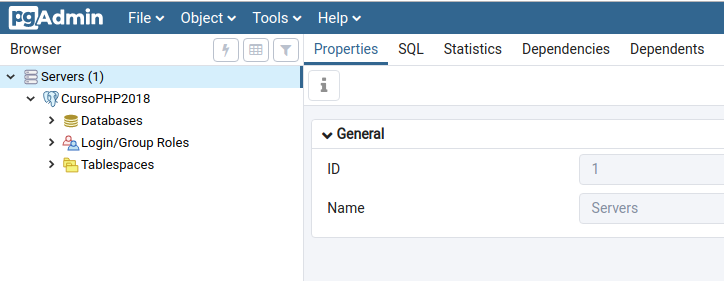 pgAdmin File Object Tools Help
Browser
Properties SQL Statistics Dependencies Dependents
Servers (1)
CursoPHP2018
Databases
Login/Group Roles
Tablespaces
i
General
ID 1
Name Servers